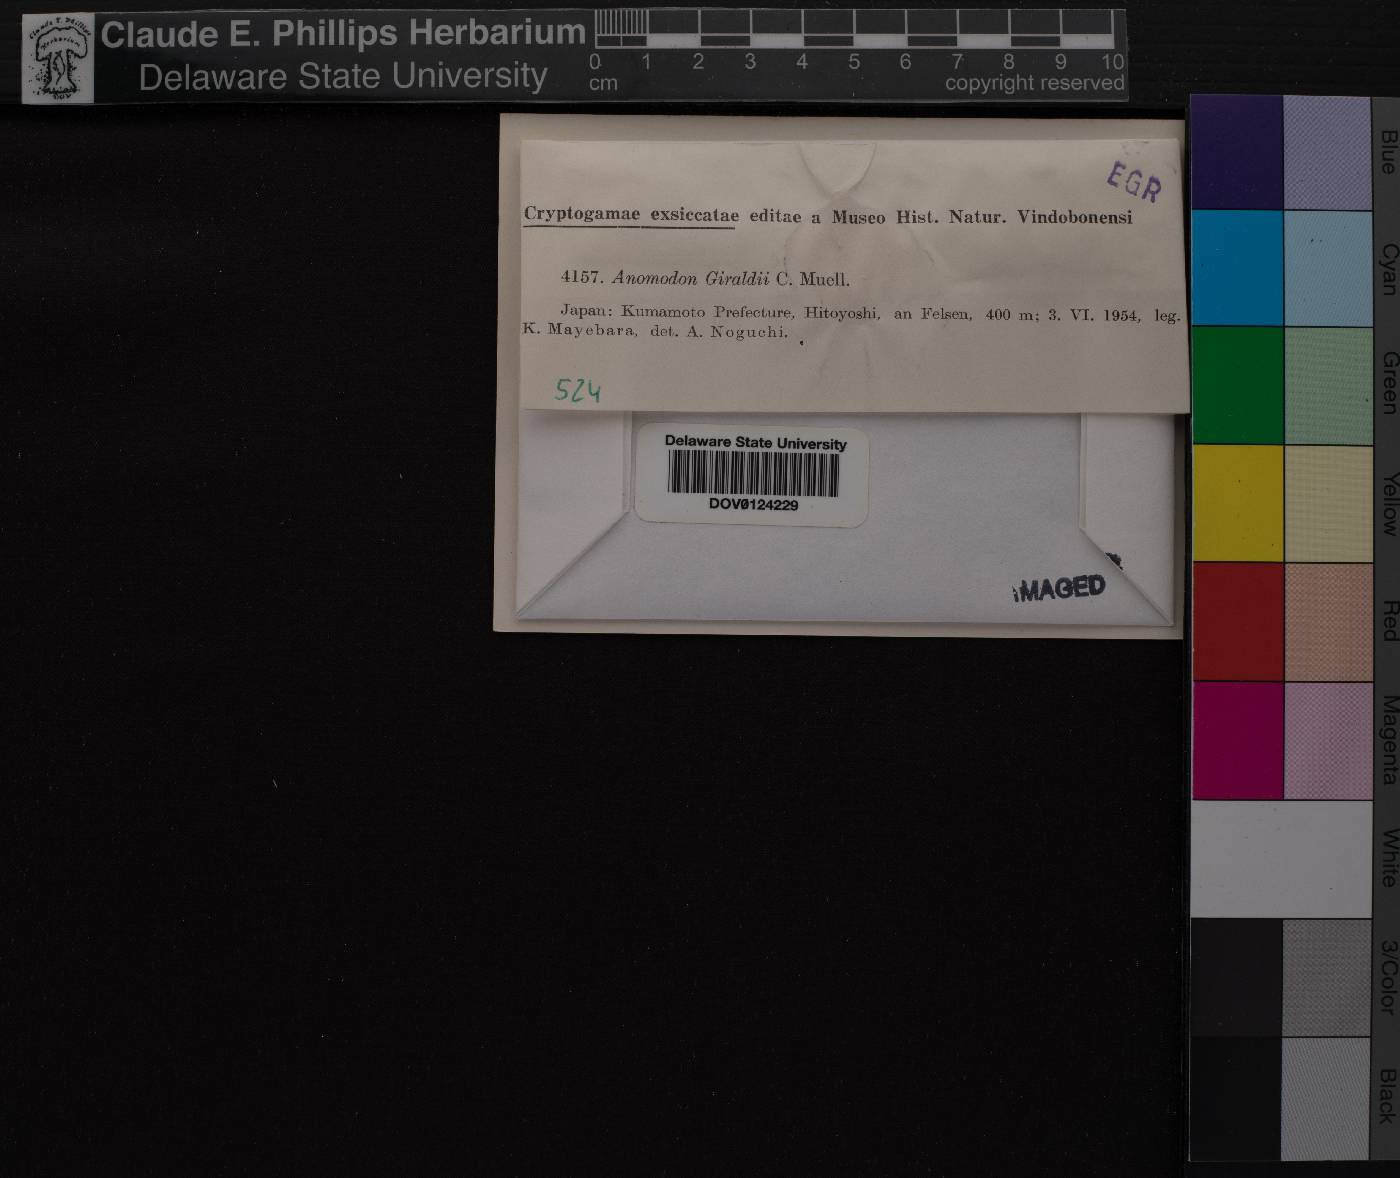 Claude E. Phillips Herbarium
Delaware State University
0 1 2 3 4 5 6 7 8 9 10
cm
copyright reserved
EGR
Cryptogamae exsiccatae editae a Museo Hist. Natur. Vindobonensi
4157. Anomodon Giraldii C. Muell.
Japan: Kumamoto Prefecture, Hitoyoshi, an Felsen, 400 m; 3. VI. 1954, leg.
K. Mayebara, det. A. Noguchi.
524
Delaware State University
DOV0124229
IMAGED
Blue
Cyan
Green
Yellow
Red
Magenta
White
3/Color
Black